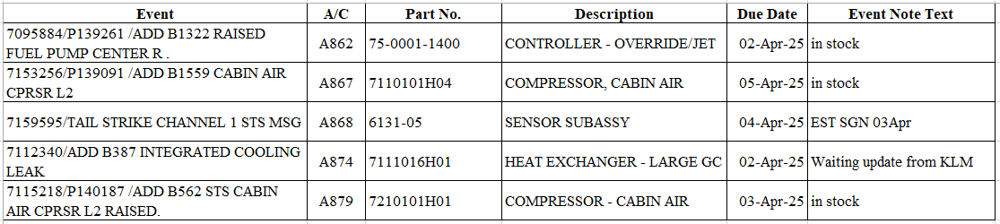 Event A/C Part No. Description Due Date Event Note Text
7095884/P139261 /ADD B1322 RAISED
FUEL PUMP CENTER R . A862 75-0001-1400 CONTROLLER - OVERRIDE/JET 02-Apr-25 in stock
7153256/P139091 /ADD B1559 CABIN AIR
CPRSR L2 A867 7110101H04 COMPRESSOR, CABIN AIR 05-Apr-25 in stock
7159595/TAIL STRIKE CHANNEL 1 STS MSG A868 6131-05 SENSOR SUBASSY 04-Apr-25 EST SGN 03Apr
7112340/ADD B387 INTEGRATED COOLING
LEAK A874 7111016H01 HEAT EXCHANGER - LARGE GC 02-Apr-25 Waiting update from KLM
7115218/P140187 /ADD B562 STS CABIN
AIR CPRSR L2 RAISED. A879 7210101H01 COMPRESSOR - CABIN AIR 03-Apr-25 in stock